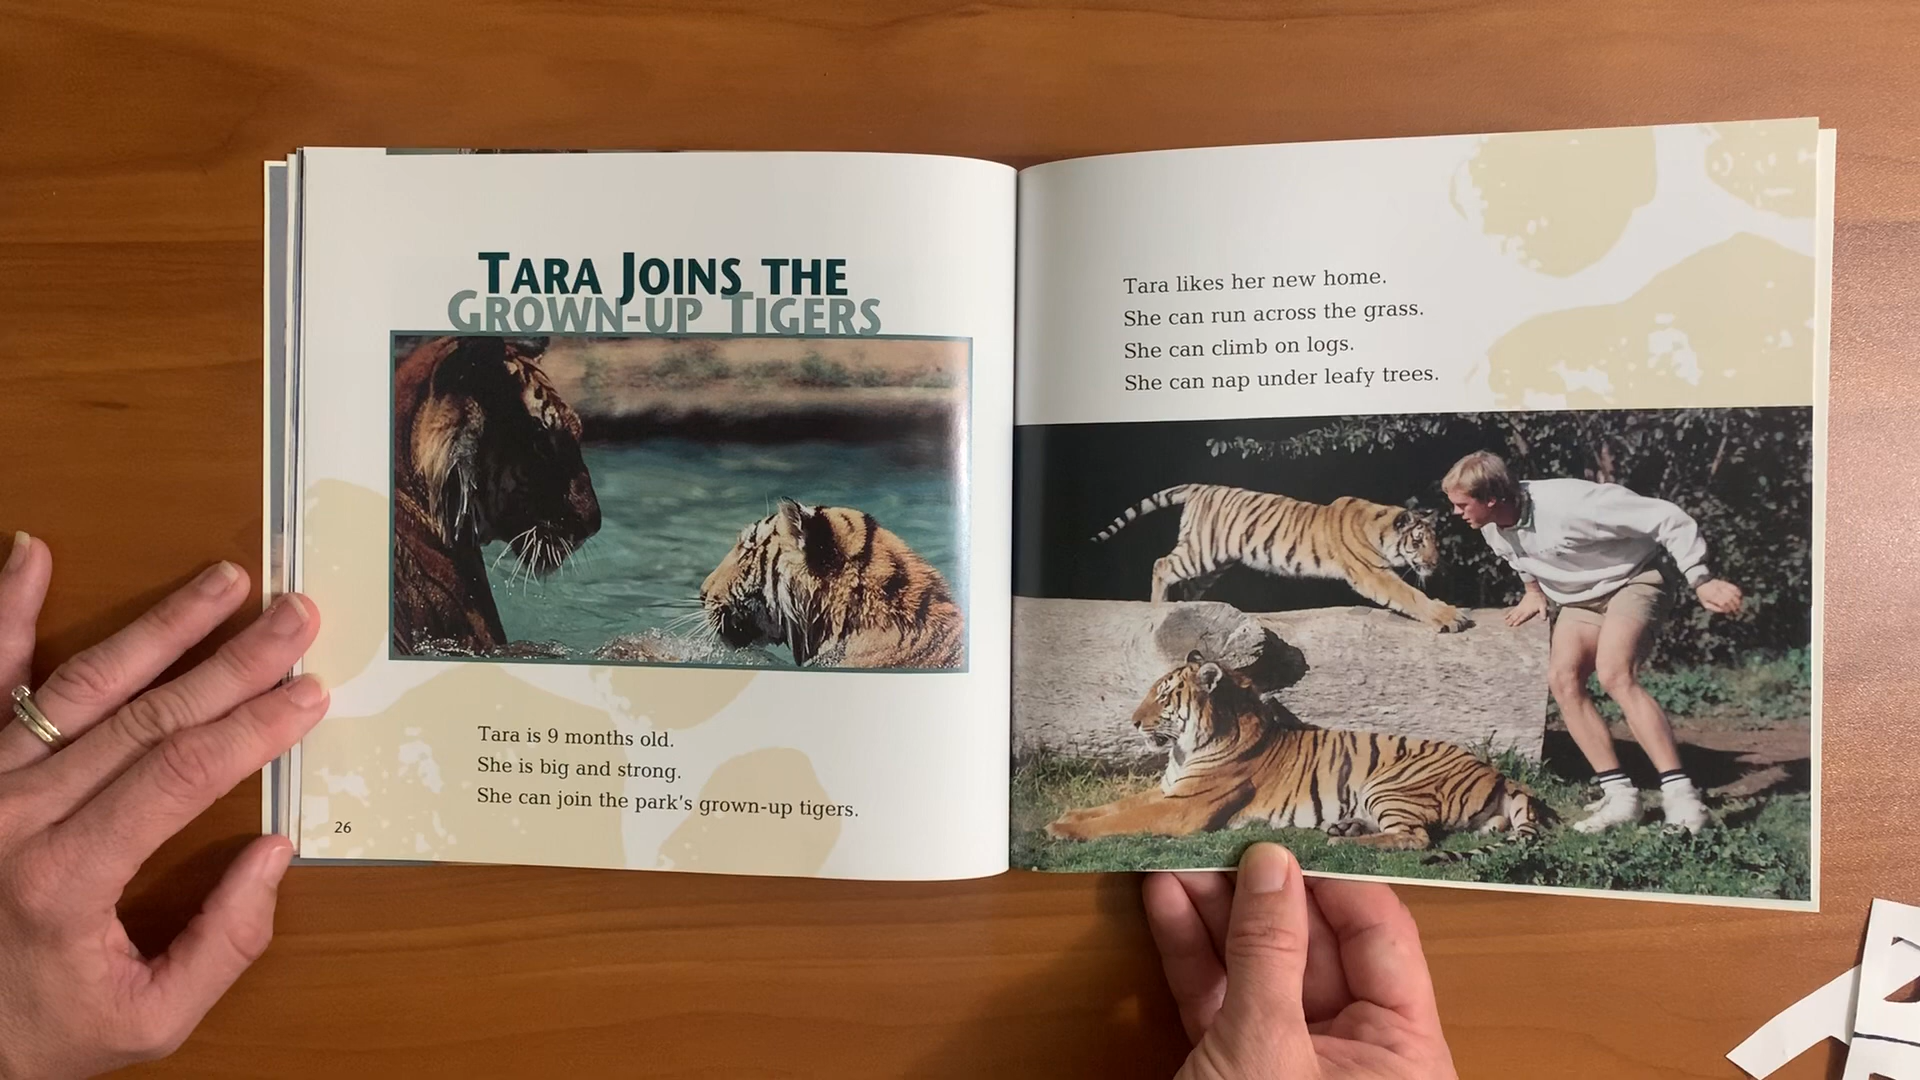 TARA JOINS THE
GROWN-UP TIGERS
Tara is 9 months old.
She is big and strong.
She can join the park's grown-up tigers.
26
Tara likes her new home.
She can run across the grass.
She can climb on logs.
She can nap under leafy trees.